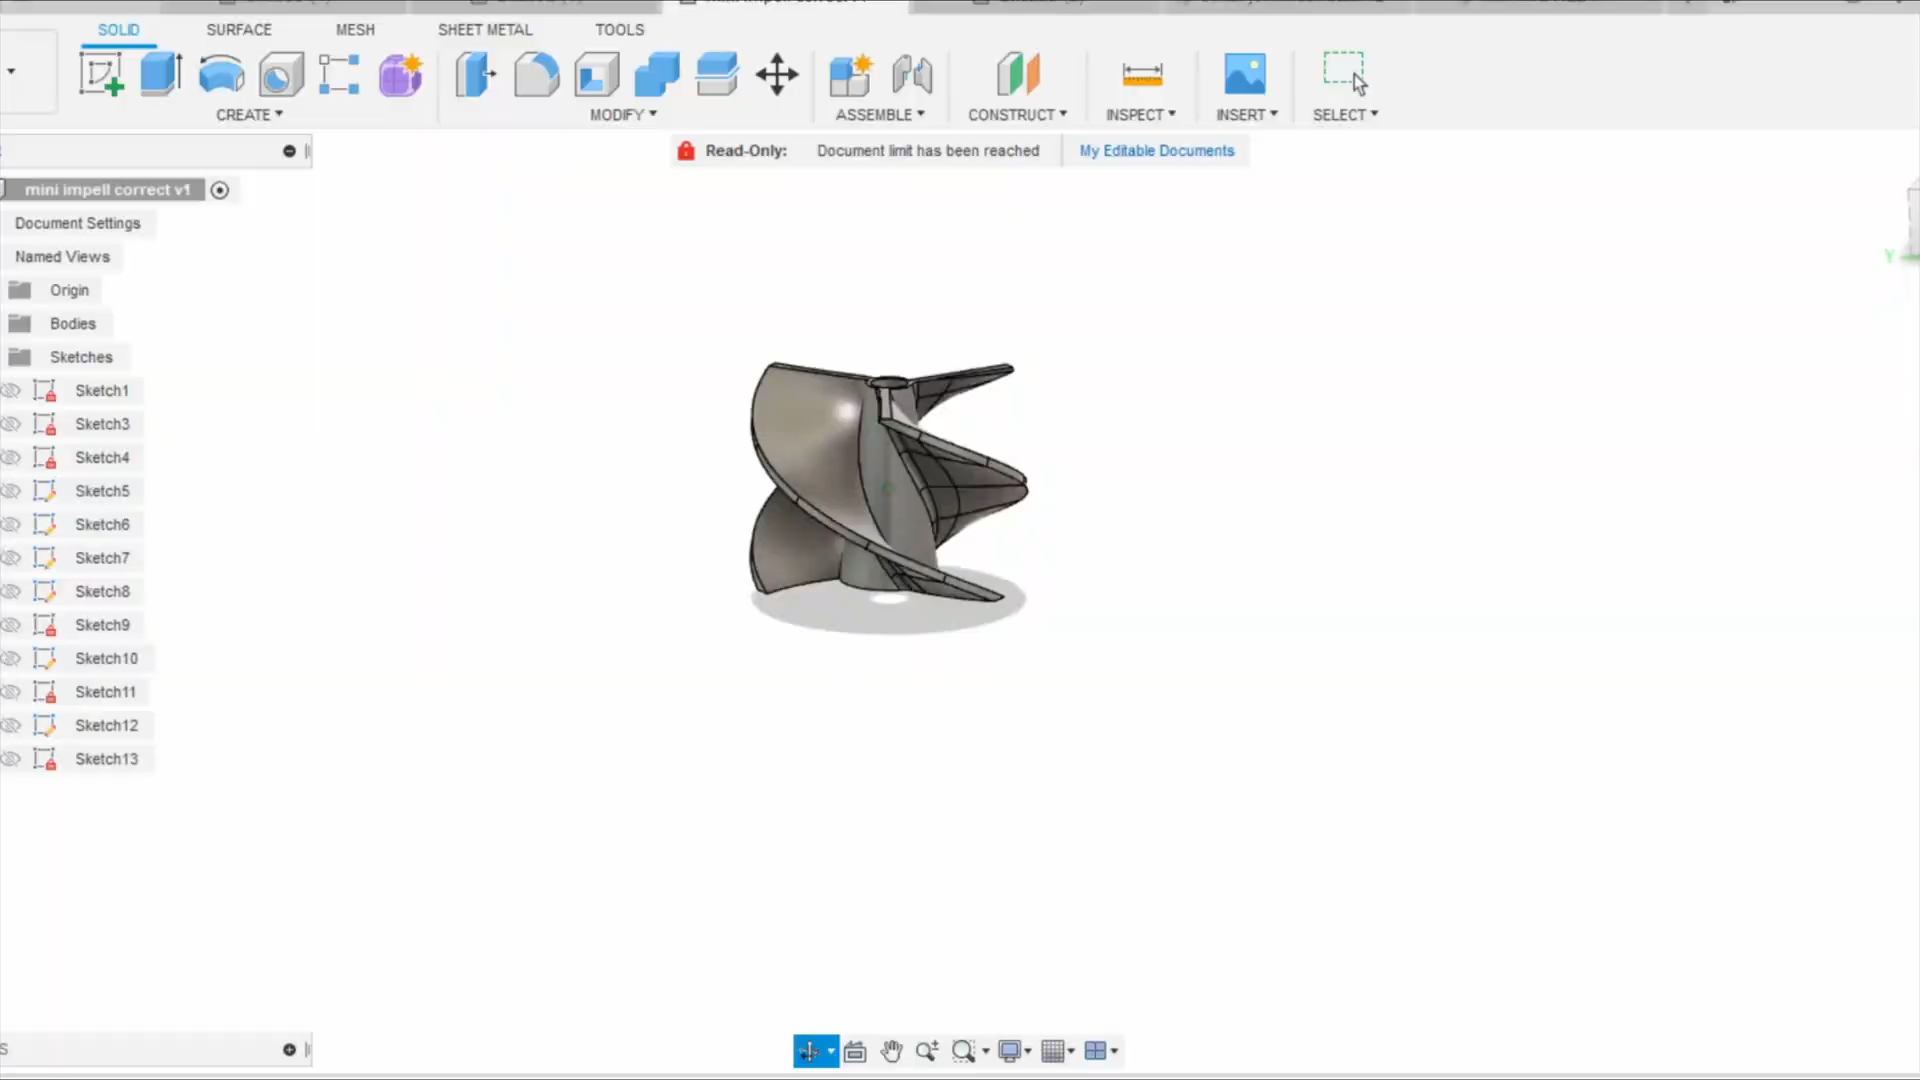 SOLID SURFACE MESH SHEET METAL TOOLS
CREATE MODIFY ASSEMBLE CONSTRUCT INSPECT INSERT SELECT
Read-Only: Document limit has been reached My Editable Documents
mini impell correct v1
Document Settings
Named Views
Origin
Bodies
Sketches
Sketch1
Sketch3
Sketch4
Sketch5
Sketch6
Sketch7
Sketch8
Sketch9
Sketch10
Sketch11
Sketch12
Sketch13
Y
S